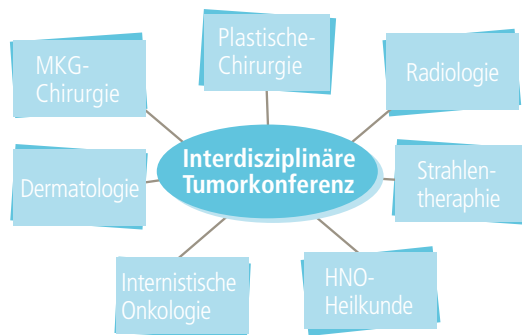 Plastische-
Chirurgie
MKG-
Chirurgie
Radiologie
Interdisziplinäre
Tumorkonferenz
Dermatologie
Strahlen-
theraphie
Internistische
Onkologie
HNO-
Heilkunde